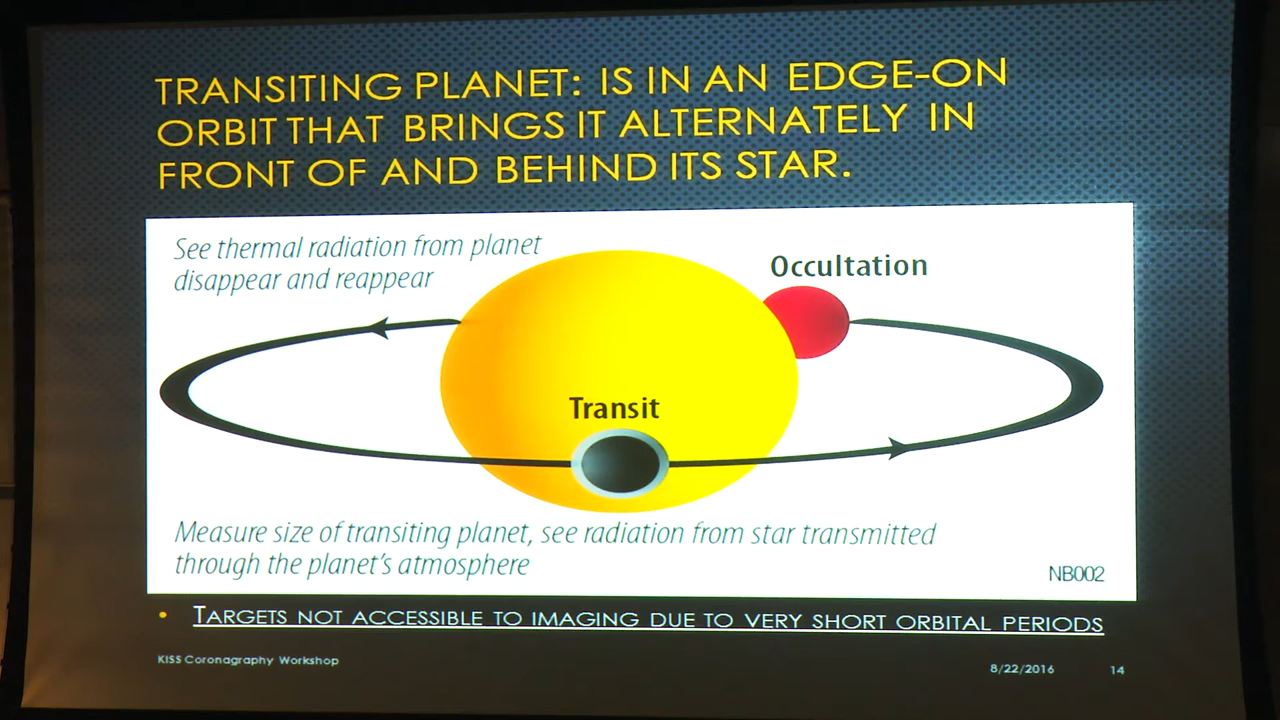 TRANSITING PLANET: IS IN AN EDGE-ON
ORBIT THAT BRINGS IT ALTERNATELY IN
FRONT OF AND BEHIND ITS STAR.
See thermal radiation from planet
disappear and reappear
Occultation
Transit
Measure size of transiting planet, see radiation from star transmitted
through the planet's atmosphere
NB002
• TARGETS NOT ACCESSIBLE TO IMAGING DUE TO VERY SHORT ORBITAL PERIODS
KISS Coronagraphy Workshop
8/22/2016
14